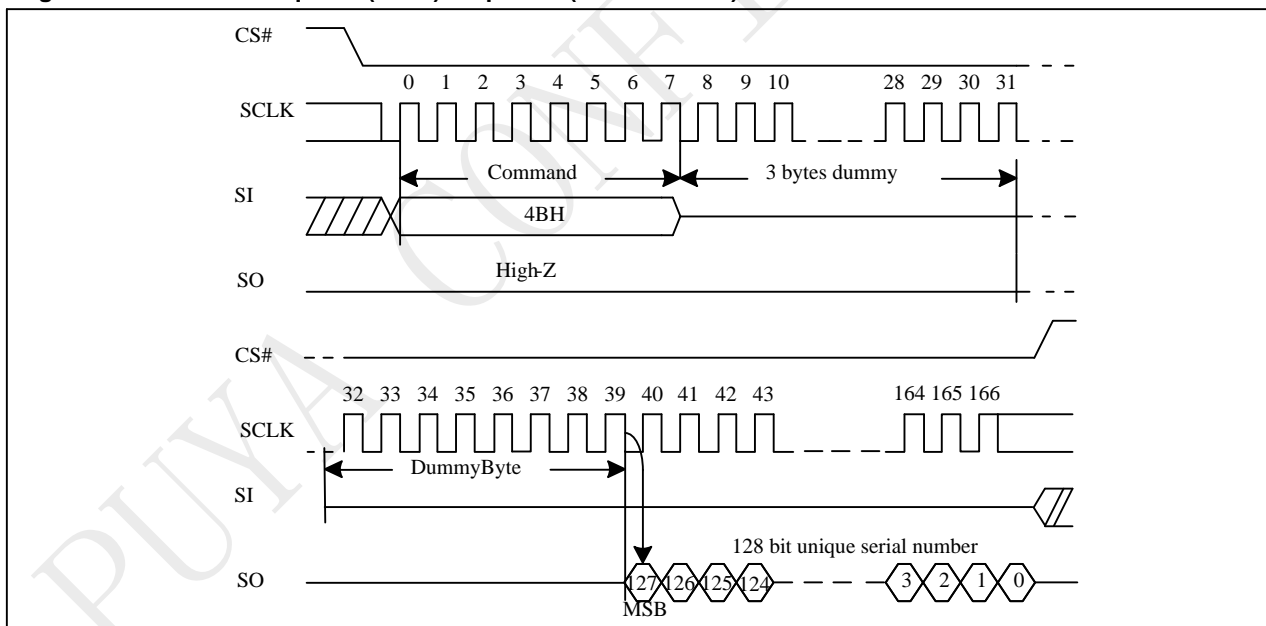 CS#
0 1 2 3 4 5 6 7 8 9 10 28 29 30 31
SCLK
Command 3 bytes dummy
SI
4BH
High-Z
SO
CS#
32 33 34 35 36 37 38 39 40 41 42 43 164 165 166
SCLK
DummyByte
SI
128 bit unique serial number
SO
127 126 125 124 3 2 1 0
MSB
PUYA CONF